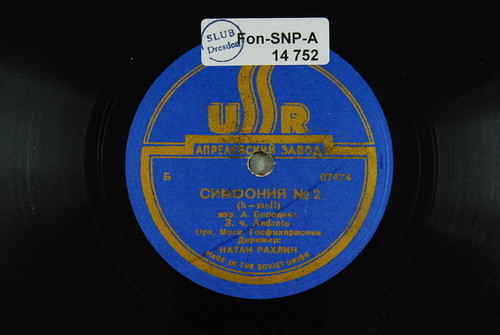 SLUB
Dresden
Fon-SNP-A
14 752
USSR
АПРЕЛЕВСКИЙ ЗАВОД
Б 07474
СИМФОНИЯ № 2
(h-moll)
муз. А. Бородина
3. ч. Andante
Орк. Моск. Госфилармонии
Дирижер:
НАТАН РАХЛИН
MADE IN THE SOVIET UNION